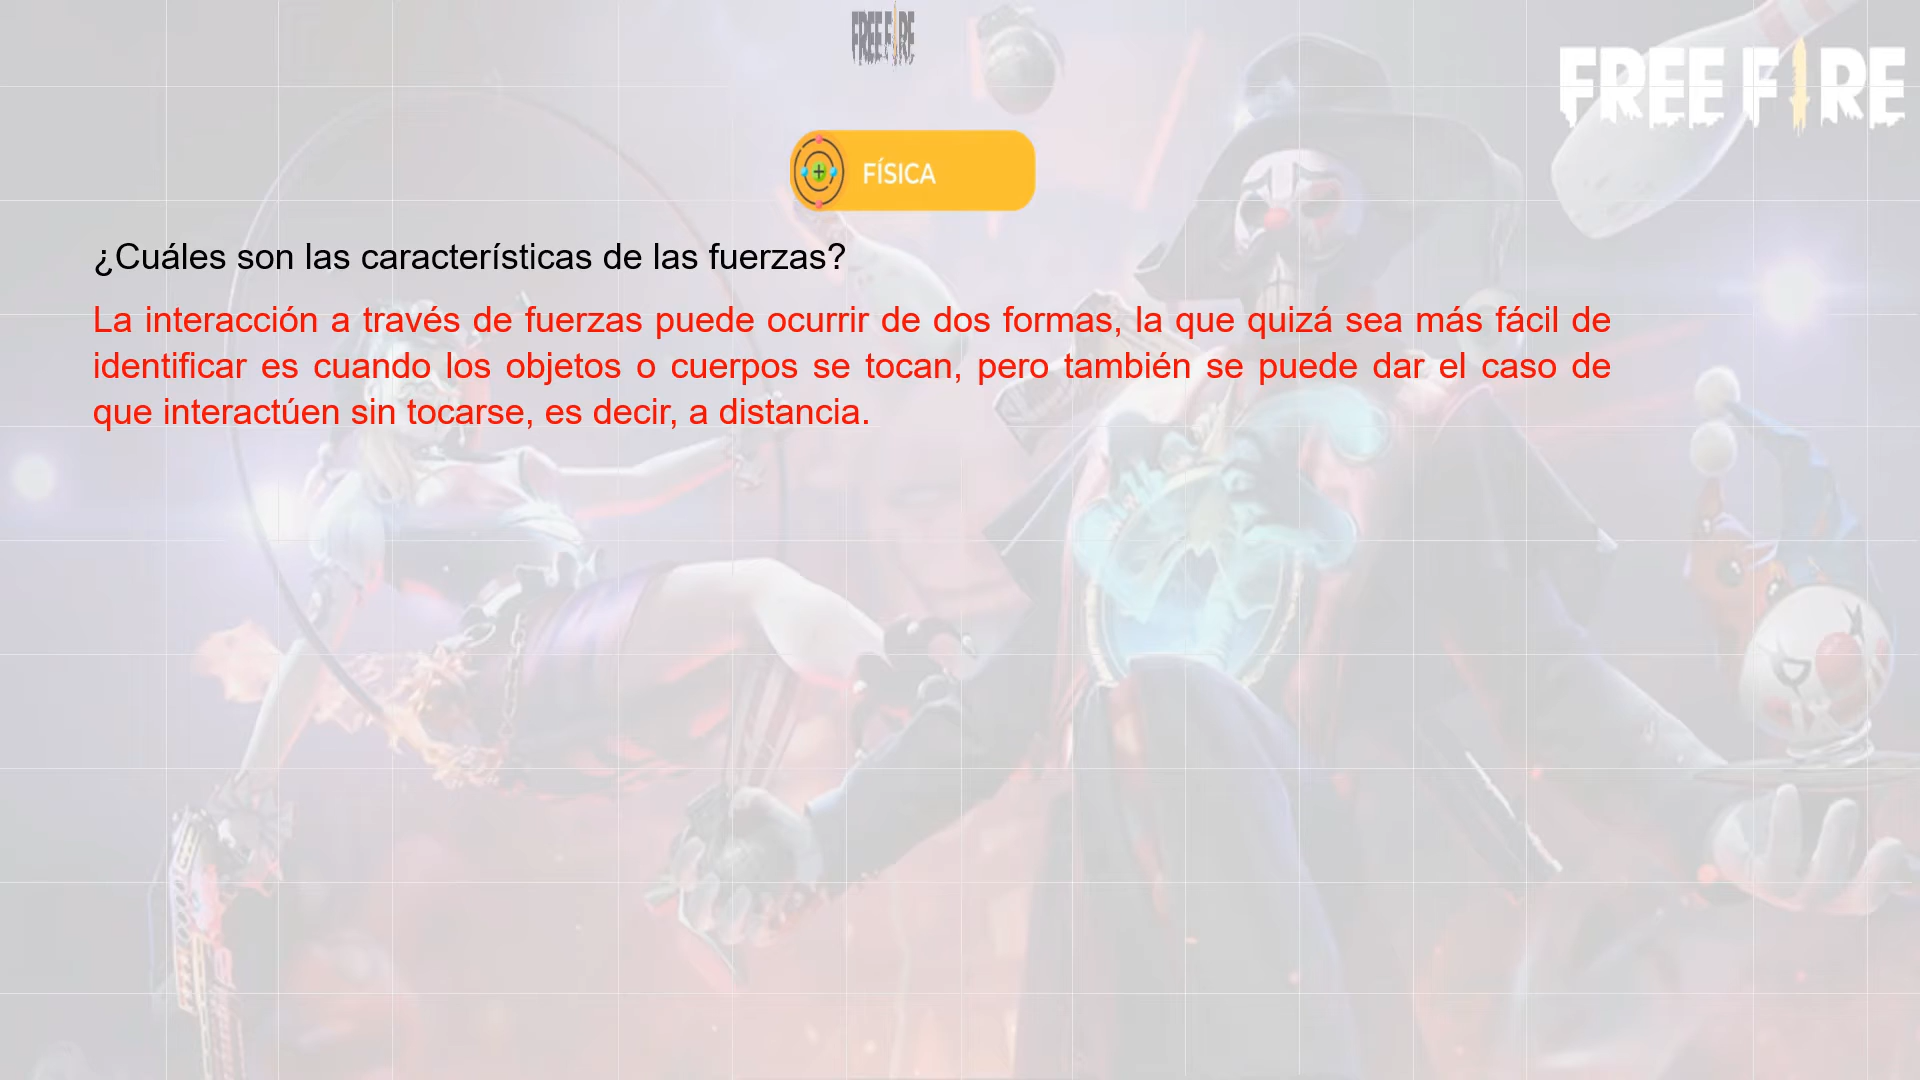 FREE FIRE
FREE FIRE
FÍSICA
¿Cuáles son las características de las fuerzas?
La interacción a través de fuerzas puede ocurrir de dos formas, la que quizá sea más fácil de
identificar es cuando los objetos o cuerpos se tocan, pero también se puede dar el caso de
que interactúen sin tocarse, es decir, a distancia.